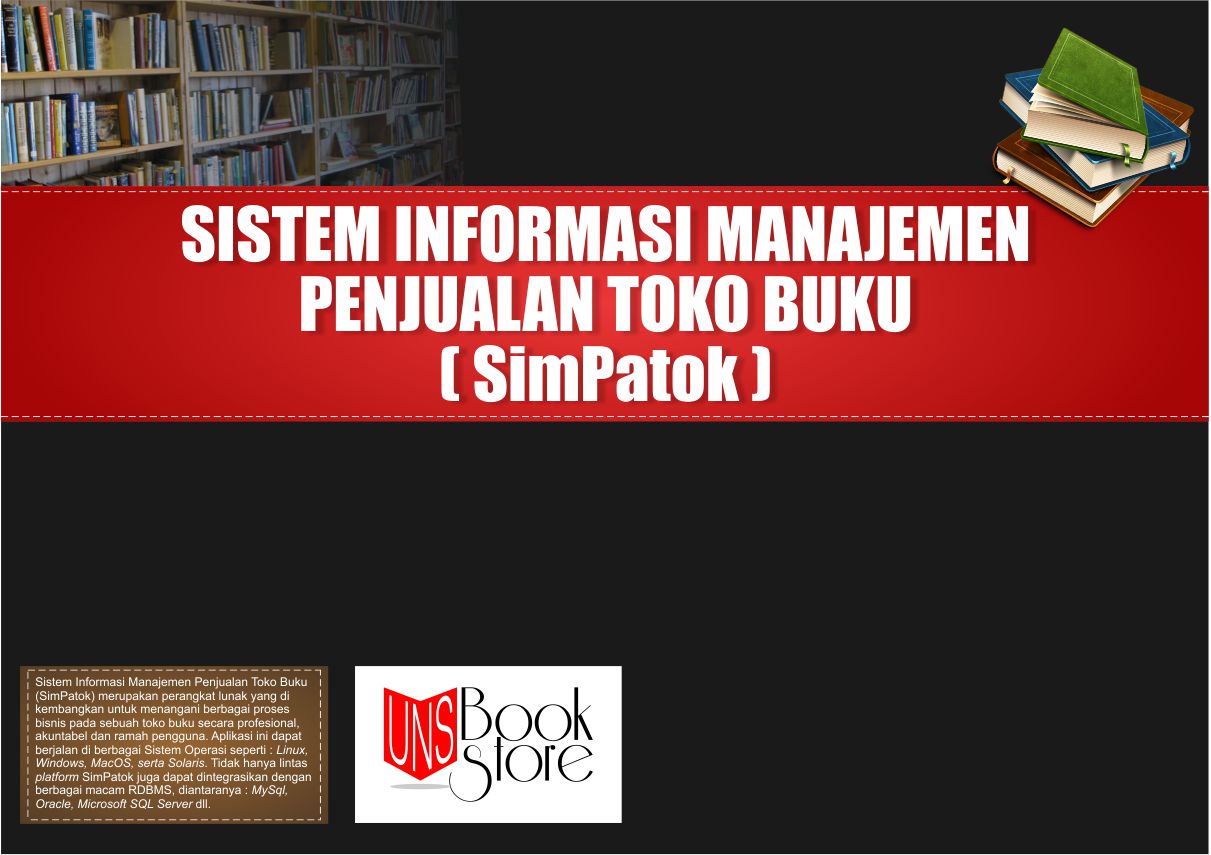 SISTEM INFORMASI MANAJEMEN
PENJUALAN TOKO BUKU
( SimPatok )
Sistem Informasi Manajemen Penjualan Toko Buku
(SimPatok) merupakan perangkat lunak yang di
kembangkan untuk menangani berbagai proses
bisnis pada sebuah toko buku secara profesional,
akuntabel dan ramah pengguna. Aplikasi ini dapat
berjalan di berbagai Sistem Operasi seperti : Linux,
Windows, MacOS, serta Solaris. Tidak hanya lintas
platform SimPatok juga dapat dintegrasikan dengan
berbagai macam RDBMS, diantaranya : MySql,
Oracle, Microsoft SQL Server dll.
UNS Book
Store